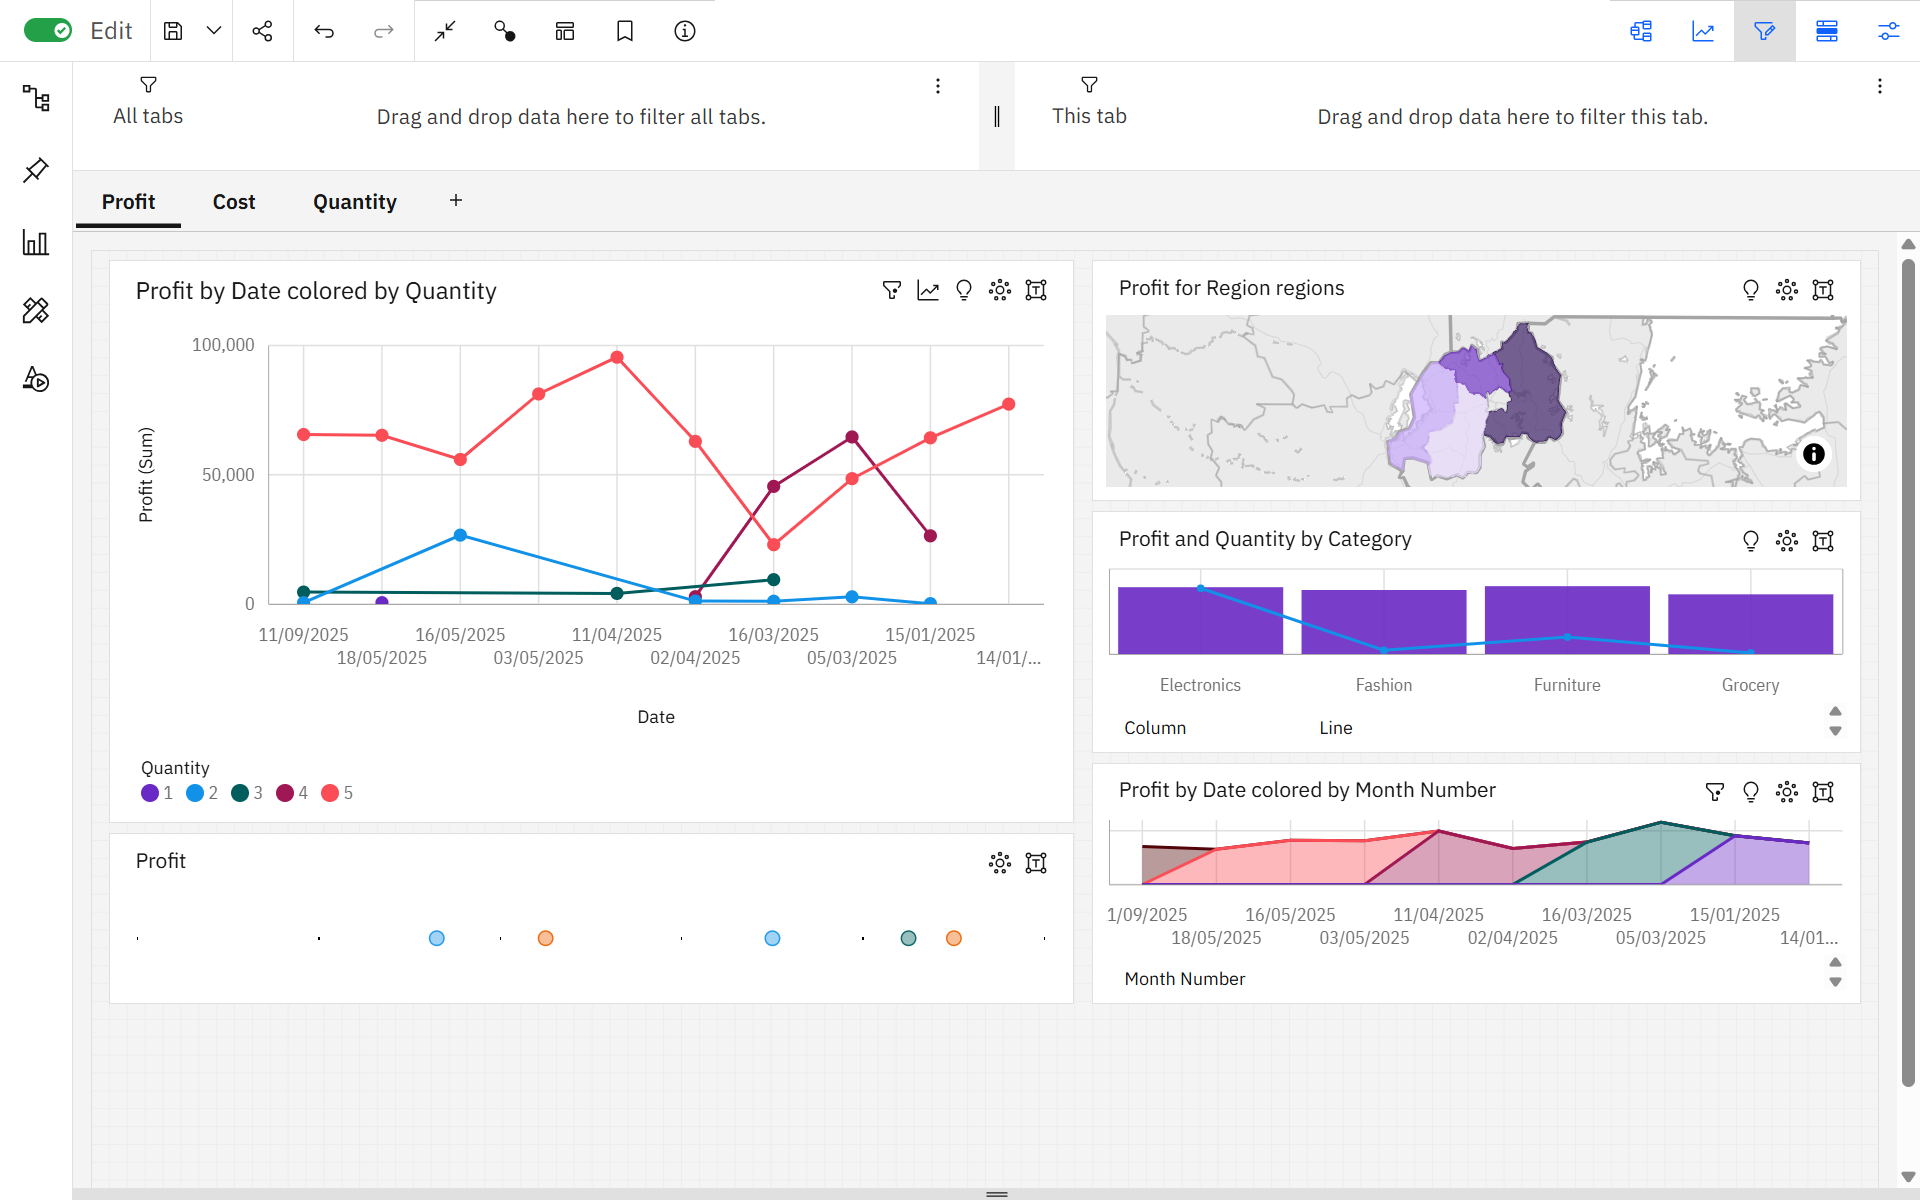 Edit
All tabs
Drag and drop data here to filter all tabs.
This tab
Drag and drop data here to filter this tab.
Profit
Cost
Quantity
+
Profit by Date colored by Quantity
100,000
50,000
0
Profit (Sum)
11/09/2025
16/05/2025
11/04/2025
16/03/2025
15/01/2025
18/05/2025
03/05/2025
02/04/2025
05/03/2025
14/01/...
Date
Quantity
1
2
3
4
5
Profit
Profit for Region regions
Profit and Quantity by Category
Electronics
Fashion
Furniture
Grocery
Column
Line
Profit by Date colored by Month Number
1/09/2025
16/05/2025
11/04/2025
16/03/2025
15/01/2025
18/05/2025
03/05/2025
02/04/2025
05/03/2025
14/01...
Month Number